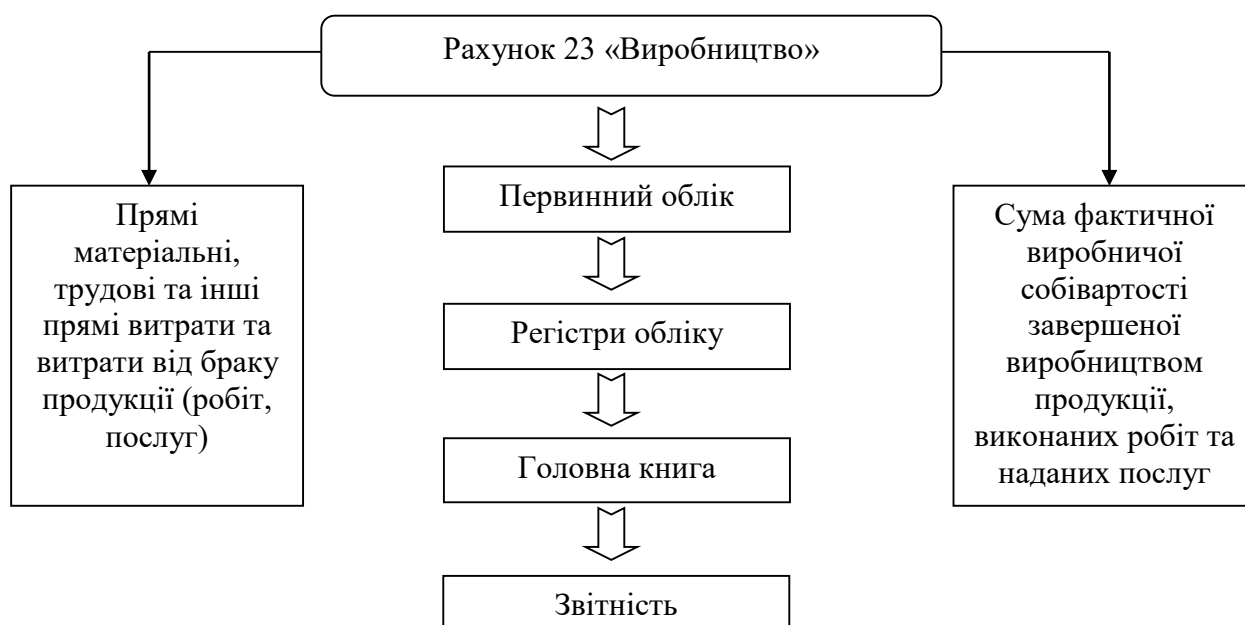 Рахунок 23 «Виробництво»
Прямі
матеріальні,
трудові та інші
прямі витрати та
витрати від браку
продукції (робіт,
послуг)
Первинний облік
Регістри обліку
Головна книга
Звітність
Сума фактичної
виробничої
собівартості
завершеної
виробництвом
продукції,
виконаних робіт та
наданих послуг